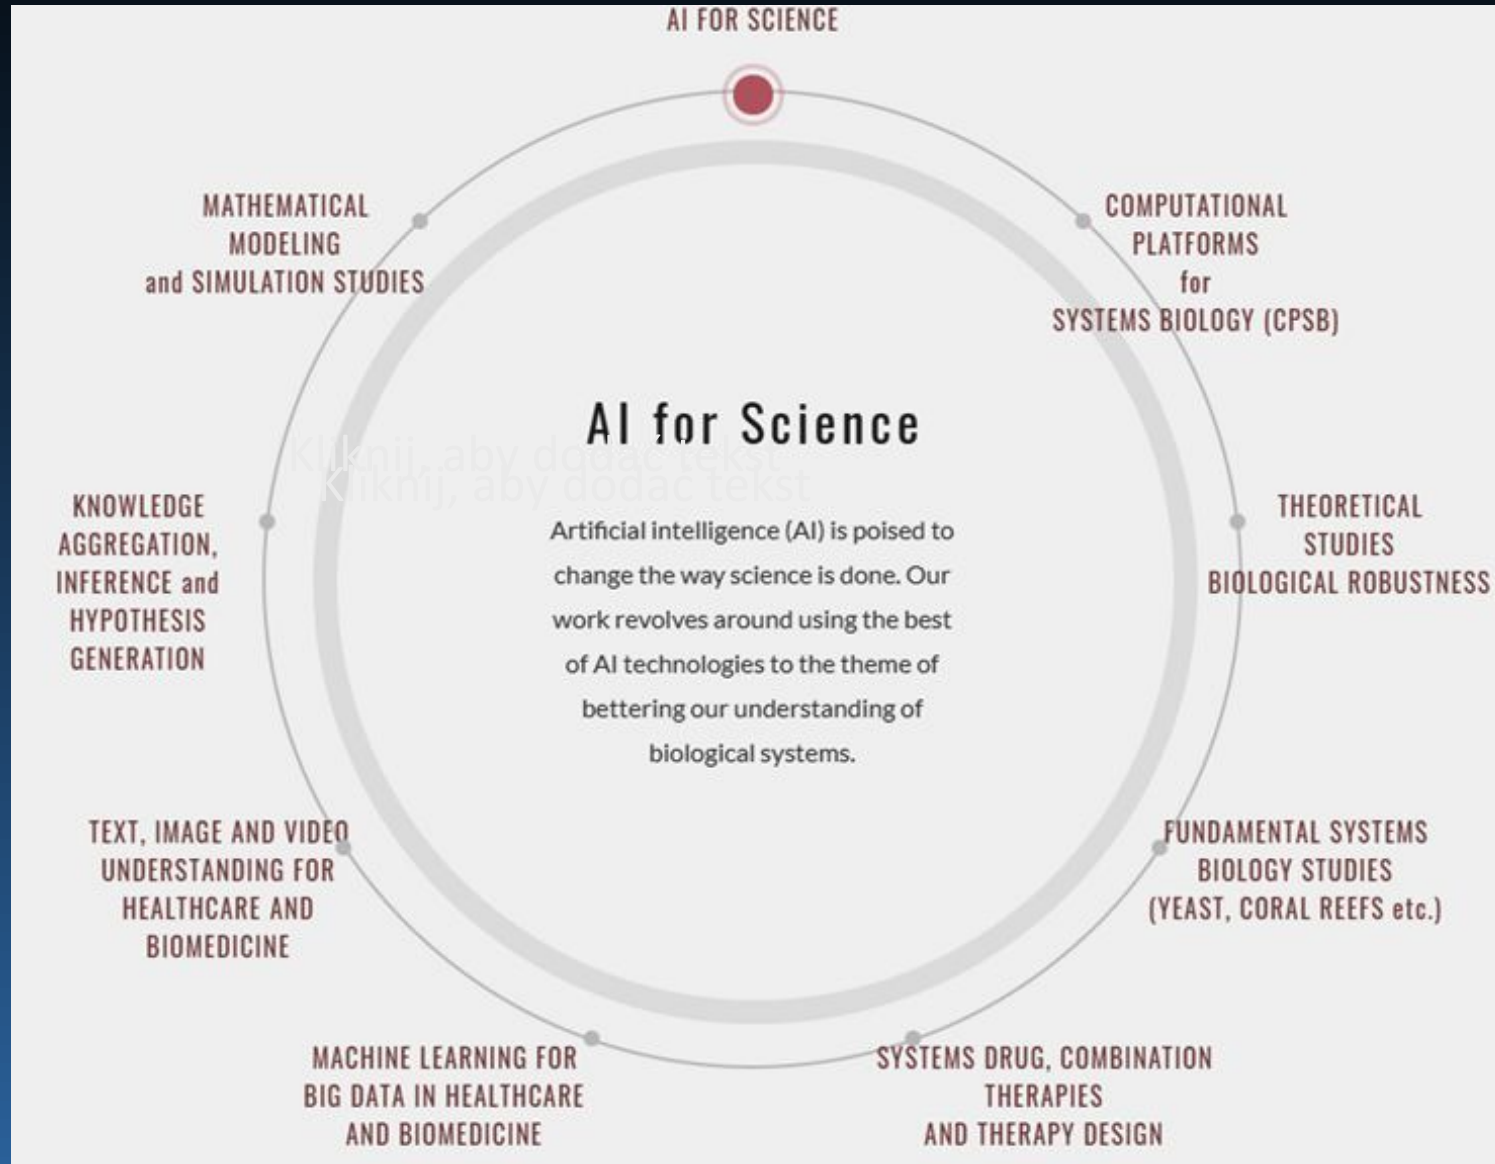 AI FOR SCIENCE
MATHEMATICAL
MODELING
and SIMULATION STUDIES
COMPUTATIONAL
PLATFORMS
for
SYSTEMS BIOLOGY (CPSB)
AI for Science
Kliknij, aby dodać tekst
Kliknij, aby dodać tekst
Artificial intelligence (AI) is poised to
change the way science is done. Our
work revolves around using the best
of AI technologies to the theme of
bettering our understanding of
biological systems.
KNOWLEDGE
AGGREGATION,
INFERENCE and
HYPOTHESIS
GENERATION
THEORETICAL
STUDIES
BIOLOGICAL ROBUSTNESS
TEXT, IMAGE AND VIDEO
UNDERSTANDING FOR
HEALTHCARE AND
BIOMEDICINE
FUNDAMENTAL SYSTEMS
BIOLOGY STUDIES
(YEAST, CORAL REEFS etc.)
MACHINE LEARNING FOR
BIG DATA IN HEALTHCARE
AND BIOMEDICINE
SYSTEMS DRUG, COMBINATION
THERAPIES
AND THERAPY DESIGN